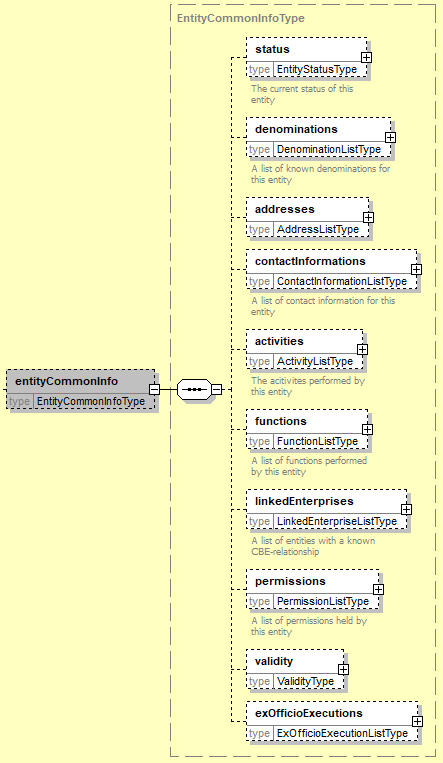 EntityCommonInfoType
status
type EntityStatusType
The current status of this
entity
denominations
type DenominationListType
A list of known denominations for
this entity
addresses
type AddressListType
contactInformations
type ContactInformationListType
A list of contact information for this
entity
activities
type ActivityListType
The acitivites performed by
this entity
entityCommonInfo
type EntityCommonInfoType
functions
type FunctionListType
A list of functions performed
by this entity
linkedEnterprises
type LinkedEnterpriseListType
A list of entities with a known
CBE-relationship
permissions
type PermissionListType
A list of permissions held by
this entity
validity
type ValidityType
exOfficioExecutions
type ExOfficioExecutionListType